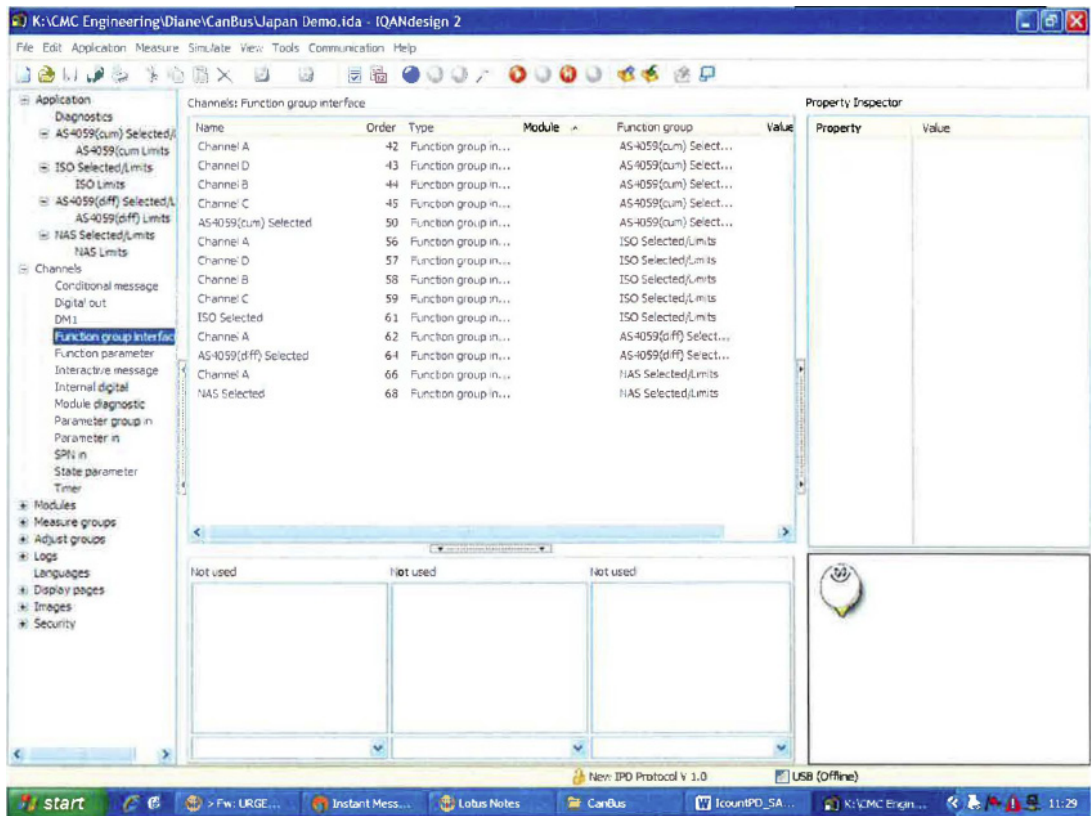 K:\CMC Engineering\Diane\CanBus\Japan Demo.ida - IQANdesign 2
File Edit Application Measure Simulate View Tools Communication Help
Application
Diagnostics
AS4059(cum) Selected/
AS4059(cum Limits
ISO Selected/Limits
ISO Limits
AS4059(diff) Selected/L
AS4059(diff) Limits
NAS Selected/Limits
NAS Limits
Channels
Conditional message
Digital out
DM1
Function group interfac
Function parameter
Interactive message
Internal digital
Module diagnostic
Parameter group in
Parameter in
SPN in
State parameter
Timer
Modules
Measure groups
Adjust groups
Logs
Languages
Display pages
Images
Security
Channels: Function group interface
Name Order Type Module Function group Value
Channel A 42 Function group in... AS4059(cum) Select...
Channel D 43 Function group in... AS4059(cum) Select...
Channel B 44 Function group in... AS4059(cum) Select...
Channel C 45 Function group in... AS4059(cum) Select...
AS4059(cum) Selected 50 Function group in... AS4059(cum) Select...
Channel A 56 Function group in... ISO Selected/Limits
Channel D 57 Function group in... ISO Selected/Limits
Channel B 58 Function group in... ISO Selected/Limits
Channel C 59 Function group in... ISO Selected/Limits
ISO Selected 61 Function group in... ISO Selected/Limits
Channel A 62 Function group in... AS4059(diff) Select...
AS4059(diff) Selected 64 Function group in... AS4059(diff) Select...
Channel A 66 Function group in... NAS Selected/Limits
NAS Selected 68 Function group in... NAS Selected/Limits
Not used Not used Not used
Property Inspector
Property Value
New IPD Protocol V 1.0 USB (Offline)
start > Fw: URGE... Instant Mess... Lotus Notes CanBus IcountPD_SA... K:\CMC Engin... 11:29